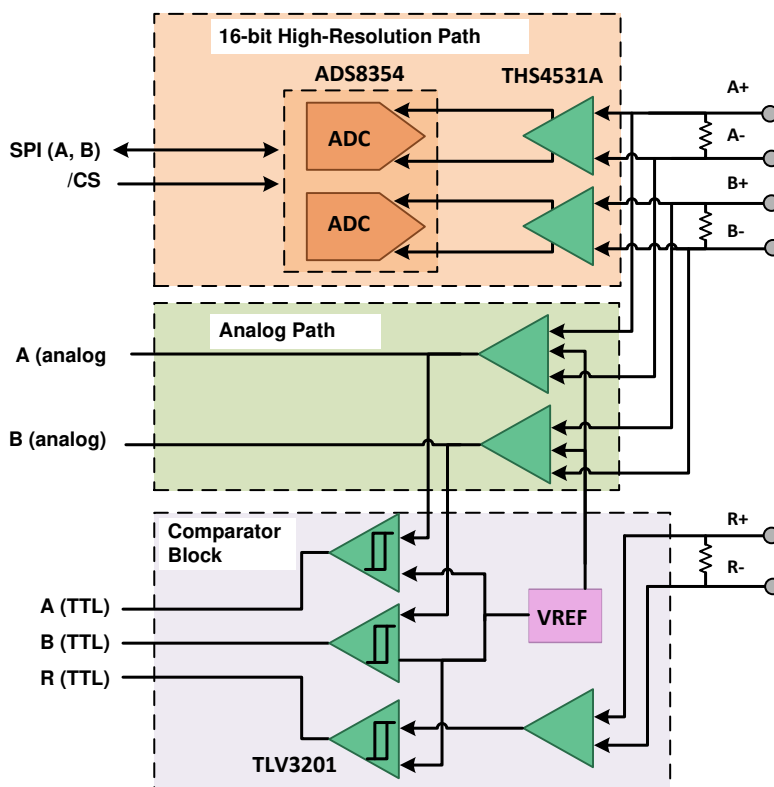 16-bit High-Resolution Path
ADS8354
THS4531A
A+
ADC
SPI (A, B)
A-
/CS
B+
ADC
B-
Analog Path
A (analog
B (analog)
Comparator
Block
R+
R-
A (TTL)
VREF
B (TTL)
R (TTL)
TLV3201